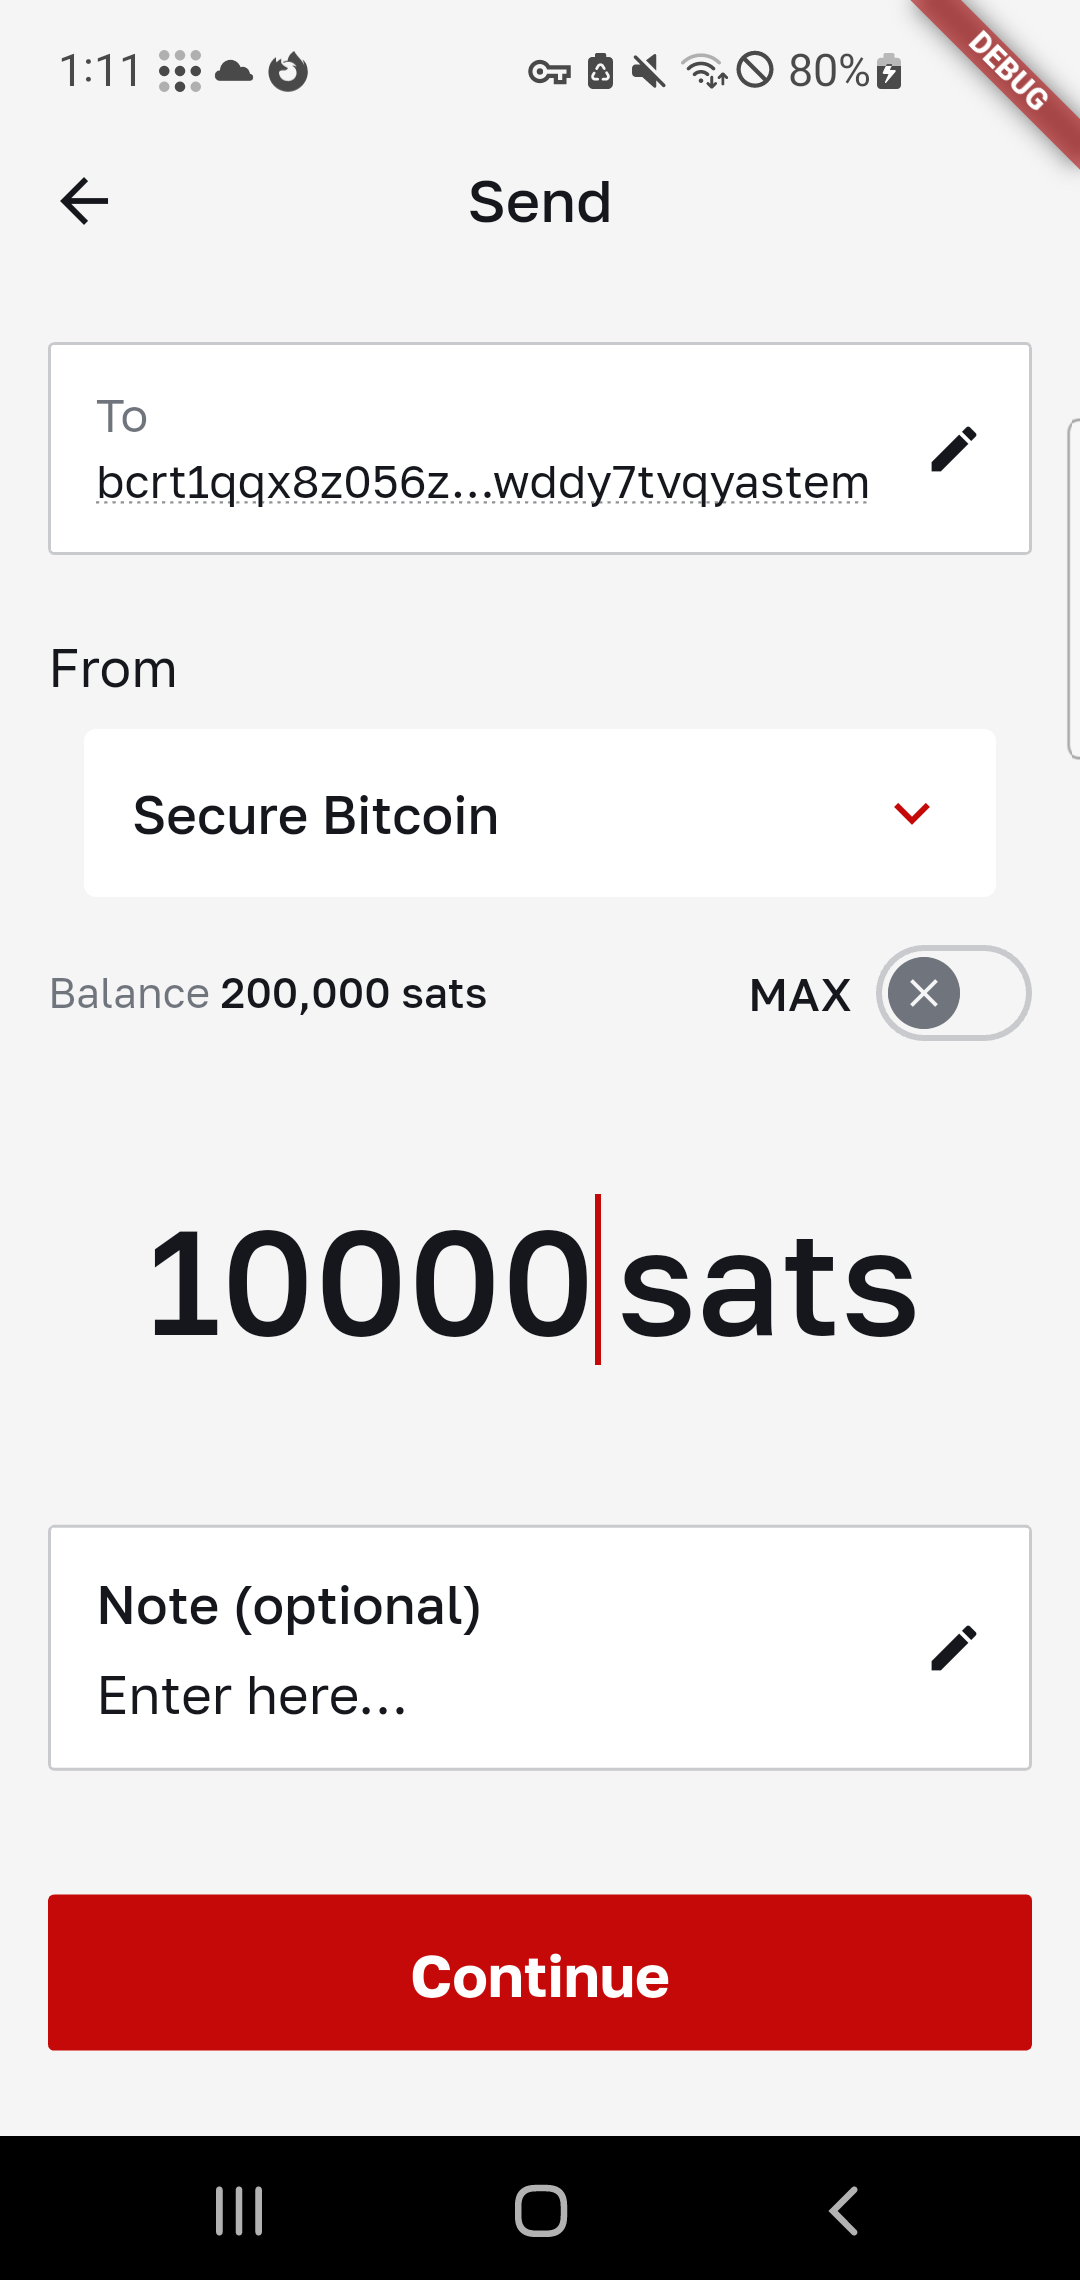 1:11 80%
DEBUG
Send
To
bcrt1qqx8z056z...wddy7tvqyastem
From
Secure Bitcoin
Balance 200,000 sats MAX
10000 sats
Note (optional)
Enter here...
Continue